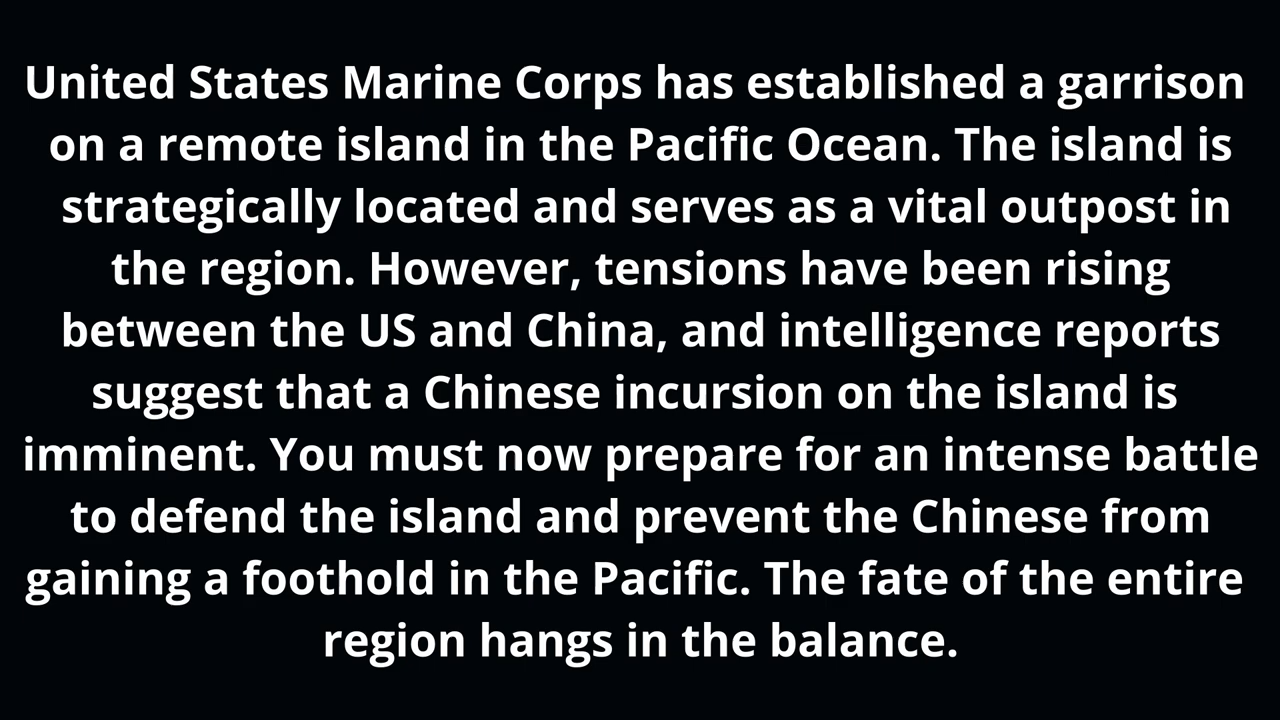 United States Marine Corps has established a garrison
on a remote island in the Pacific Ocean. The island is
strategically located and serves as a vital outpost in
the region. However, tensions have been rising
between the US and China, and intelligence reports
suggest that a Chinese incursion on the island is
imminent. You must now prepare for an intense battle
to defend the island and prevent the Chinese from
gaining a foothold in the Pacific. The fate of the entire
region hangs in the balance.